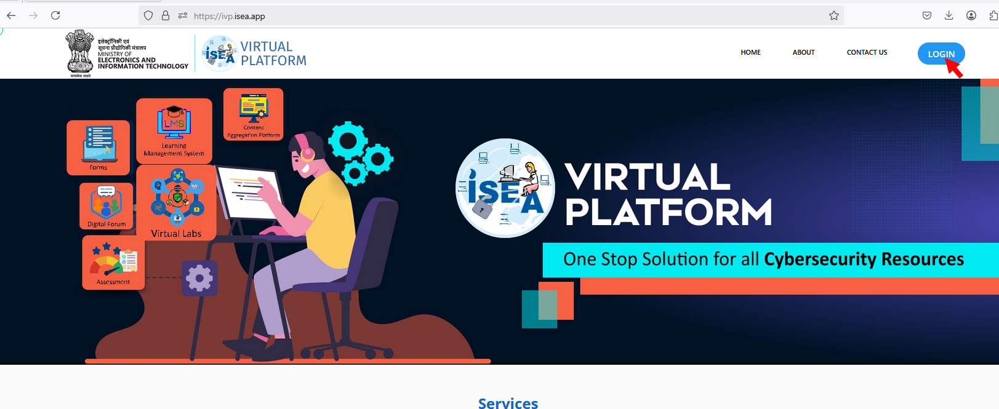 https://ivp.isea.app
इलेक्ट्रॉनिकी एवं
सूचना प्रौद्योगिकी मंत्रालय
MINISTRY OF
ELECTRONICS AND
INFORMATION TECHNOLOGY
सत्यमेव जयते
ISEA
VIRTUAL
PLATFORM
HOME
ABOUT
CONTACT US
LOGIN
Content
Aggregation Platform
LMS
Learning
Management System
Forms
Digital Forum
Virtual Labs
Assessment
ISEA
VIRTUAL
PLATFORM
One Stop Solution for all Cybersecurity Resources
Services